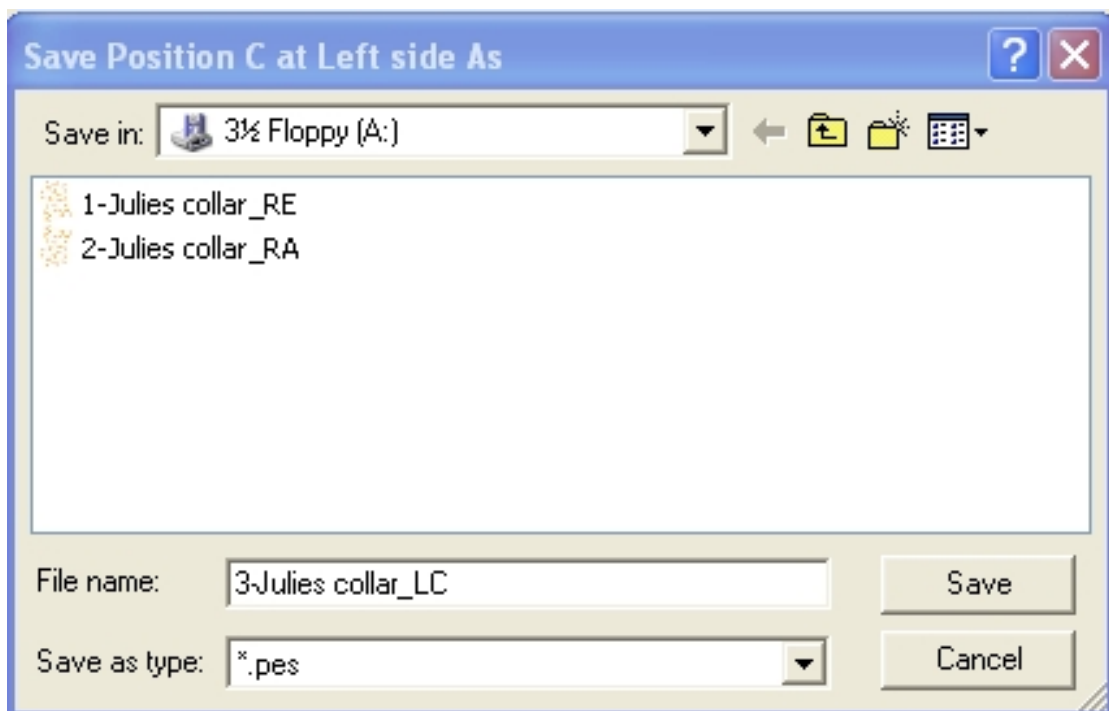 Save Position C at Left side As
Save in: 3½ Floppy (A:)
1-Julies collar_RE
2-Julies collar_RA
File name: 3-Julies collar_LC Save
Save as type: *.pes Cancel